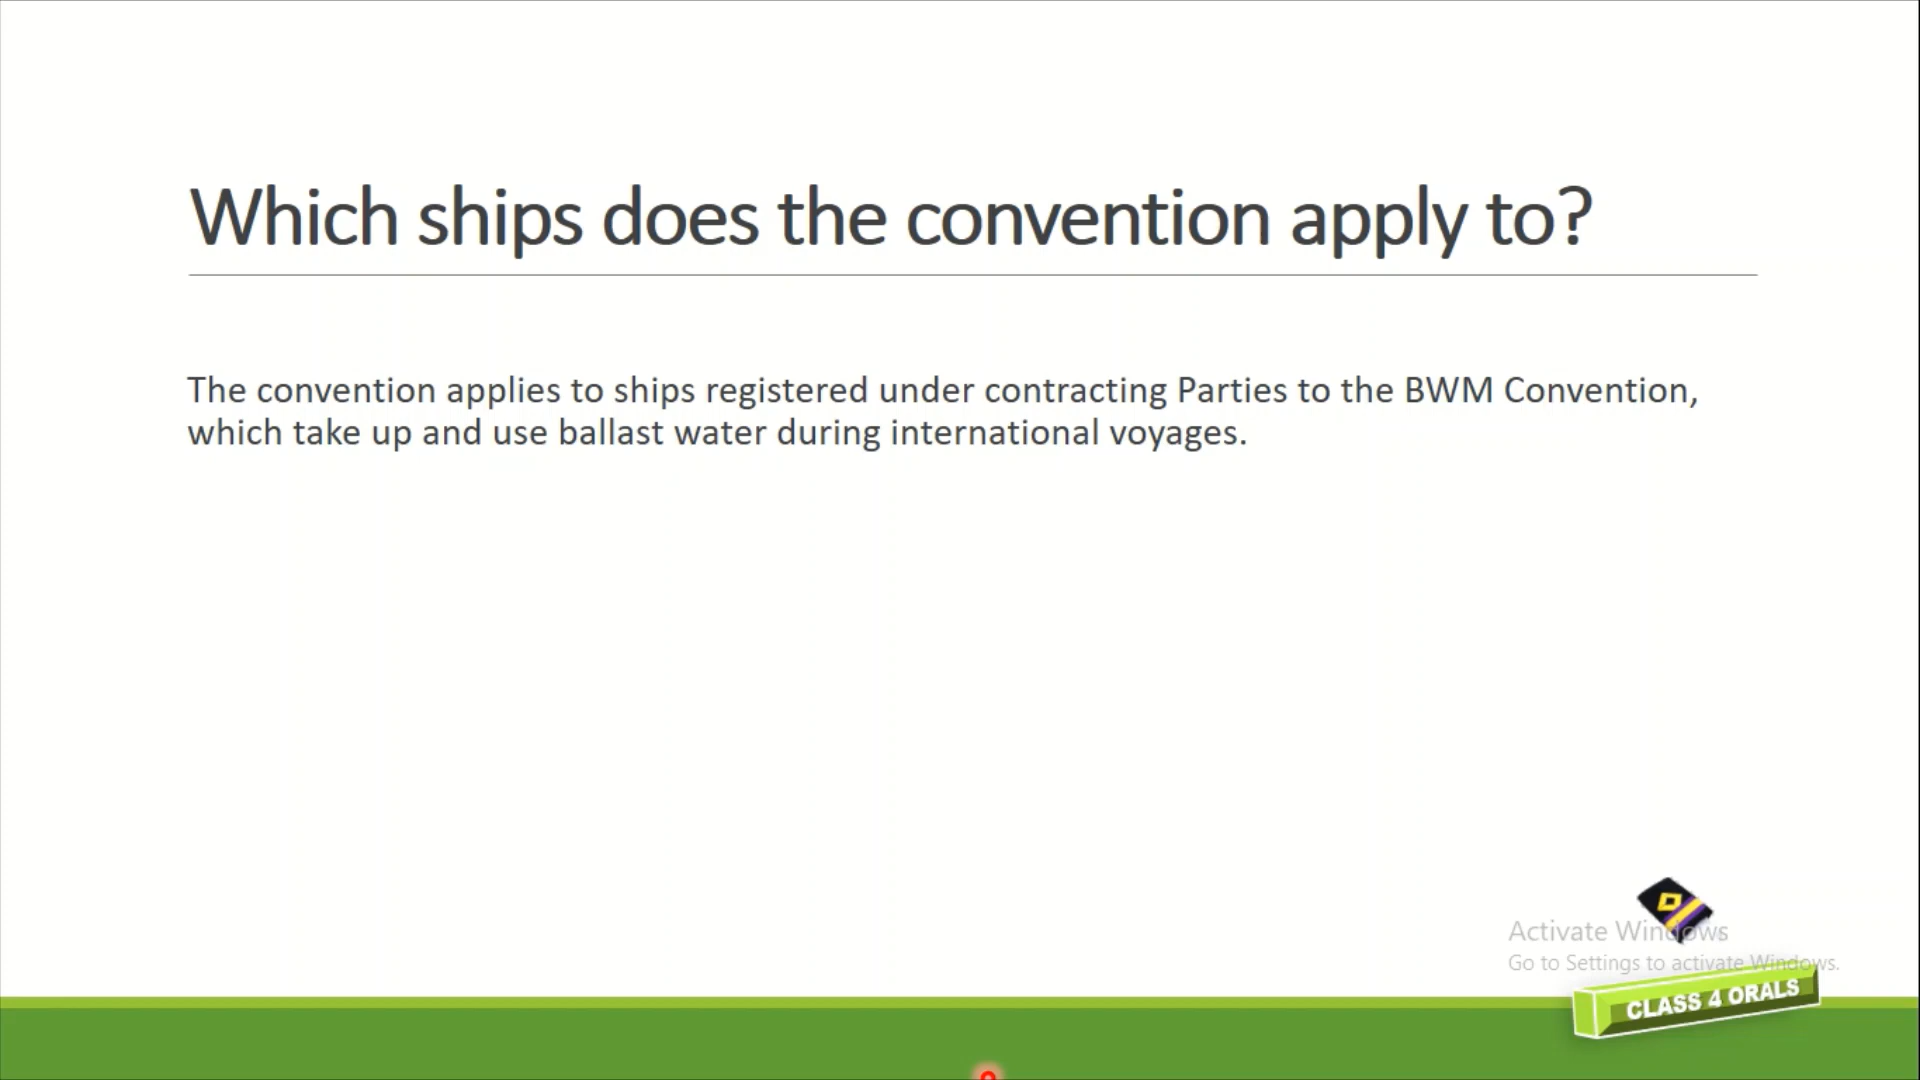 Which ships does the convention apply to?
The convention applies to ships registered under contracting Parties to the BWM Convention,
which take up and use ballast water during international voyages.
Activate Windows
Go to Settings to activate Windows.
CLASS 4 ORALS